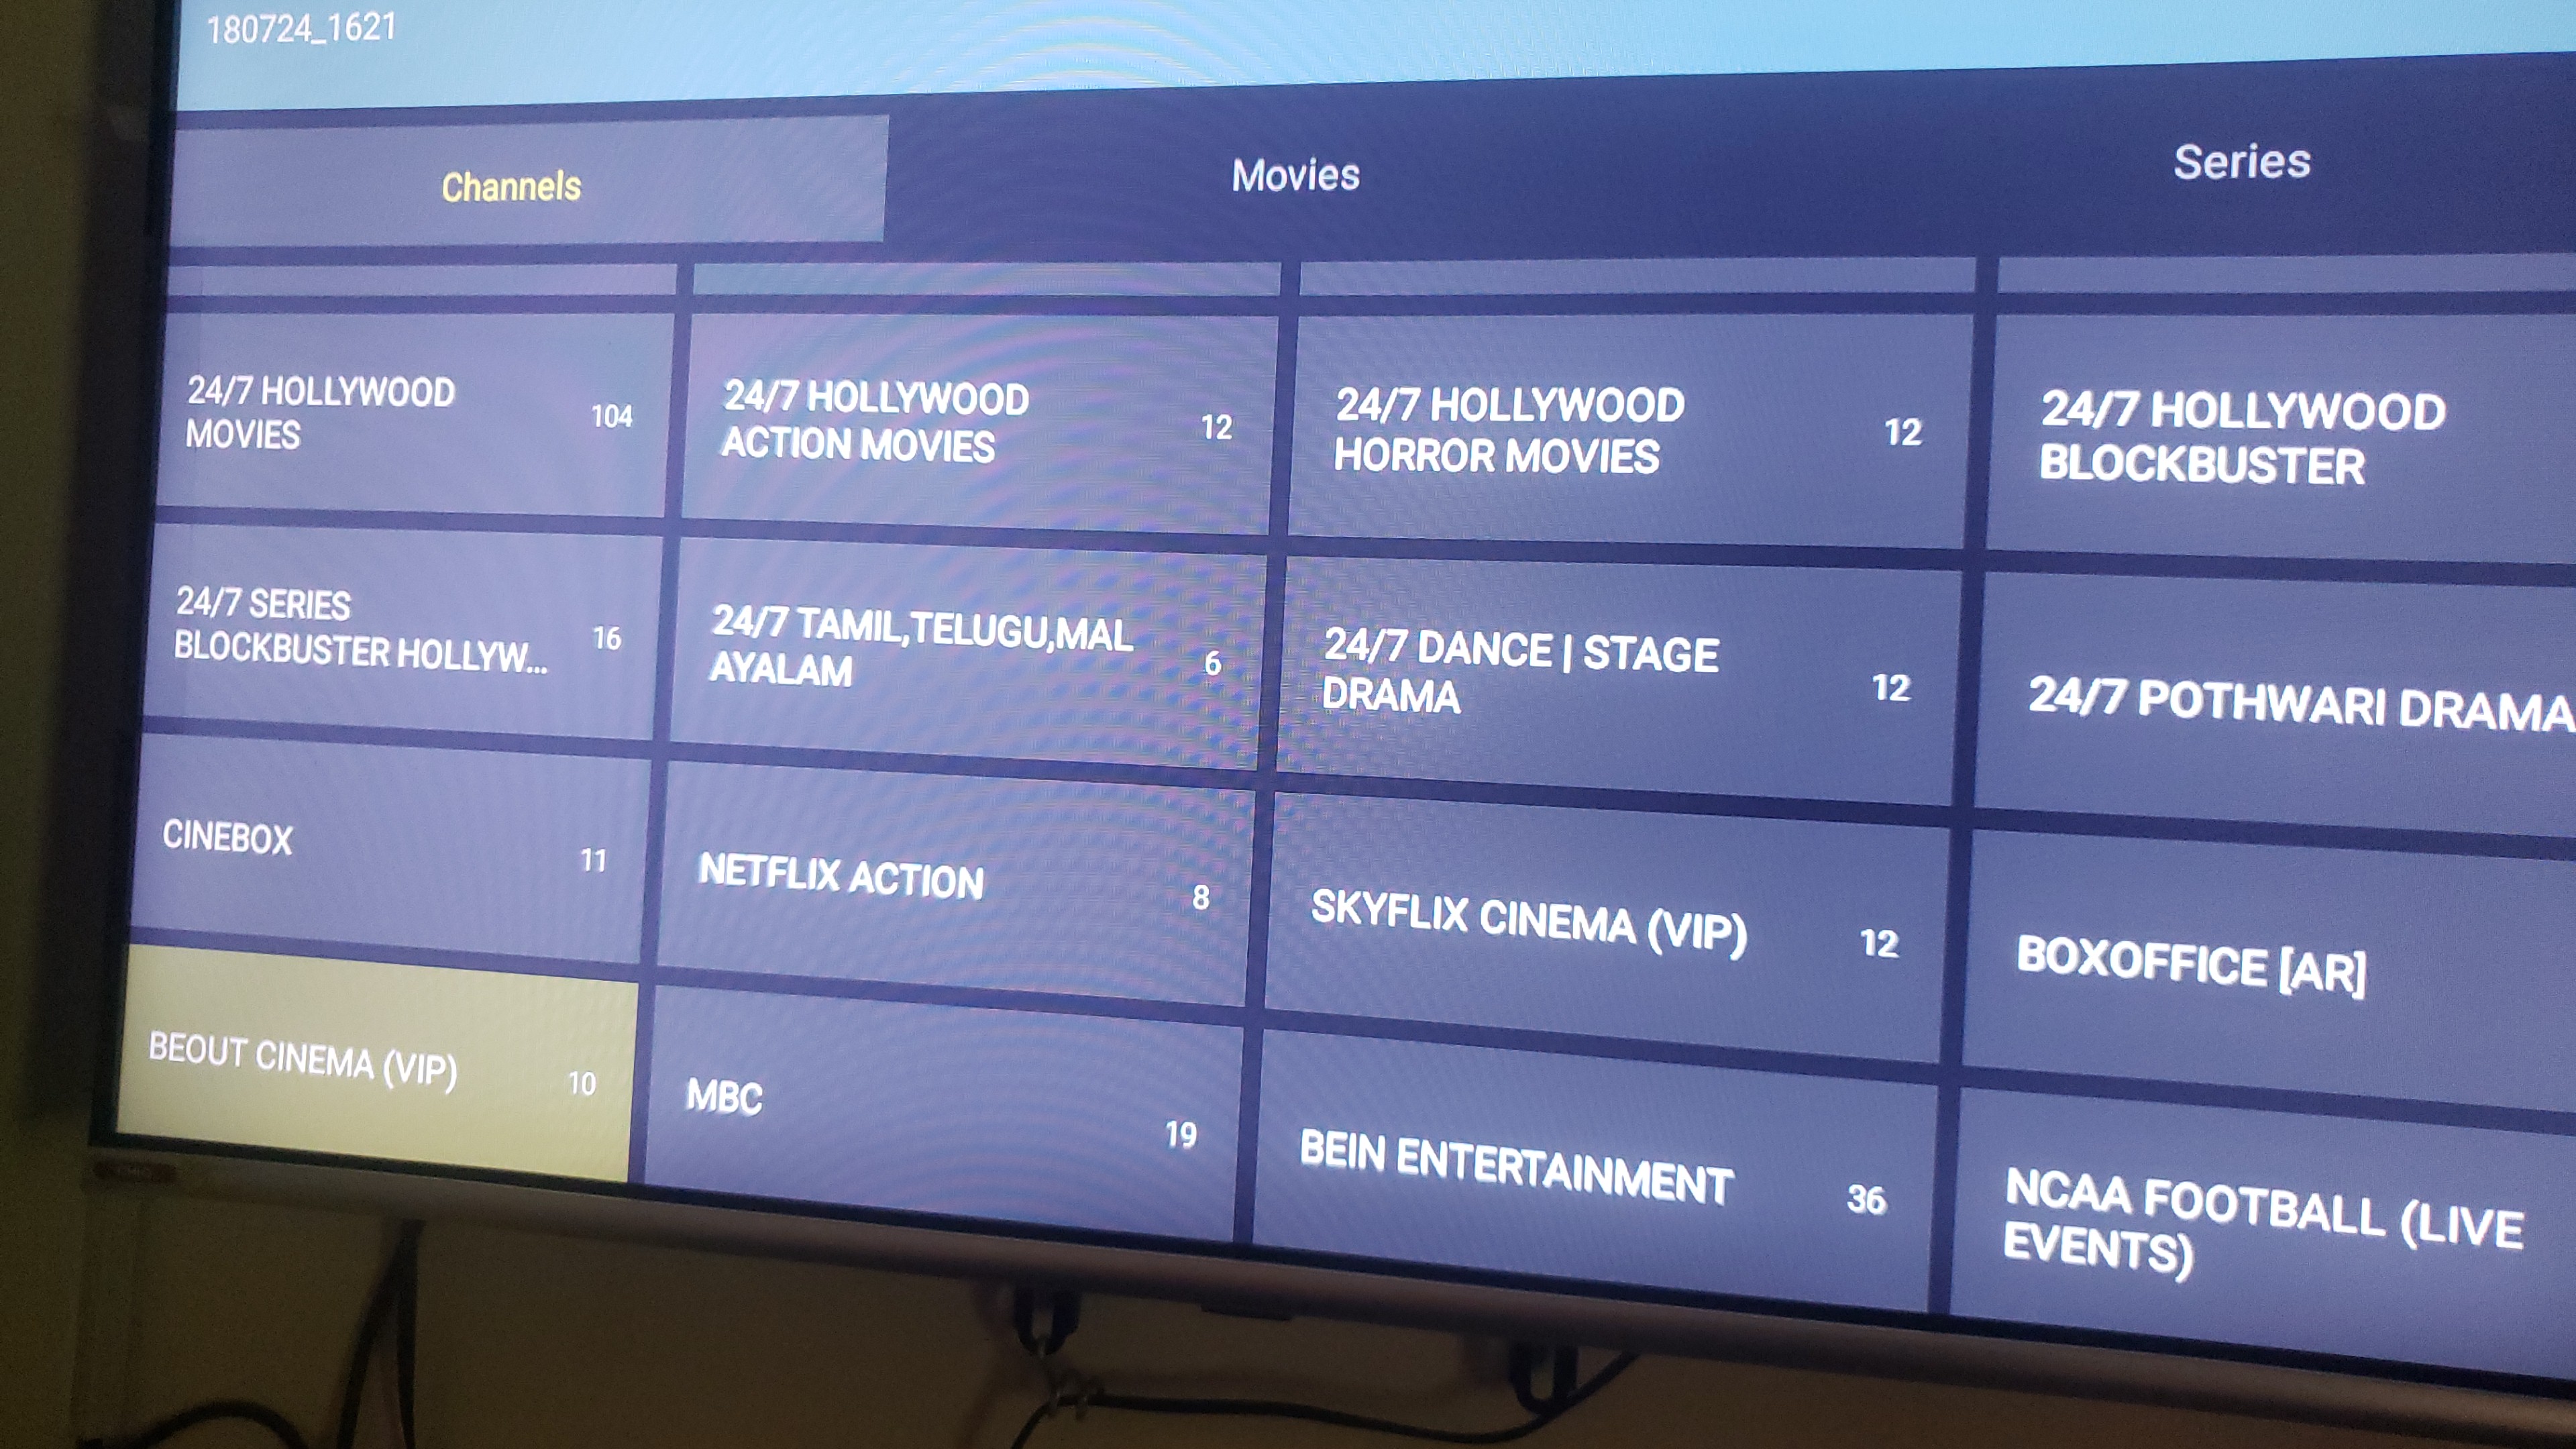 180724_1621
Channels
Movies
Series
24/7 HOLLYWOOD
MOVIES
104
24/7 HOLLYWOOD
ACTION MOVIES
12
24/7 HOLLYWOOD
HORROR MOVIES
12
24/7 HOLLYWOOD
BLOCKBUSTER
24/7 SERIES
BLOCKBUSTER HOLLYW...
16
24/7 TAMIL,TELUGU,MAL
AYALAM
6
24/7 DANCE | STAGE
DRAMA
12
24/7 POTHWARI DRAMA
CINEBOX
11
NETFLIX ACTION
8
SKYFLIX CINEMA (VIP)
12
BOXOFFICE [AR]
BEOUT CINEMA (VIP)
10
MBC
19
BEIN ENTERTAINMENT
36
NCAA FOOTBALL (LIVE
EVENTS)